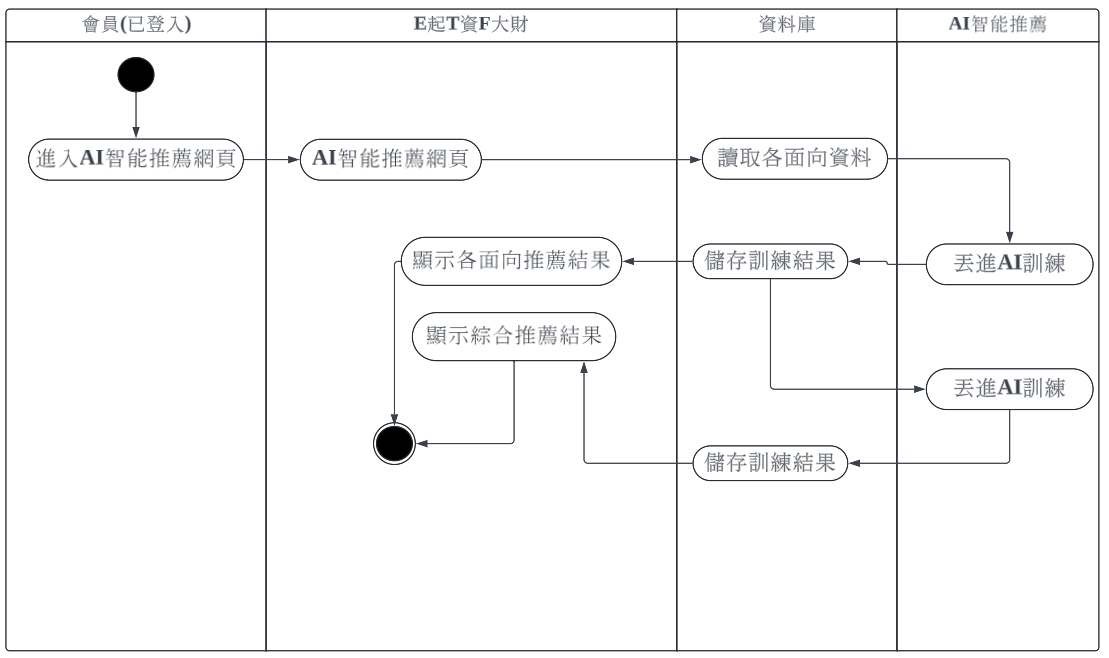 會員(已登入)
E起T資F大財
資料庫
AI智能推薦
進入AI智能推薦網頁
AI智能推薦網頁
讀取各面向資料
顯示各面向推薦結果
儲存訓練結果
丟進AI訓練
顯示綜合推薦結果
丟進AI訓練
儲存訓練結果